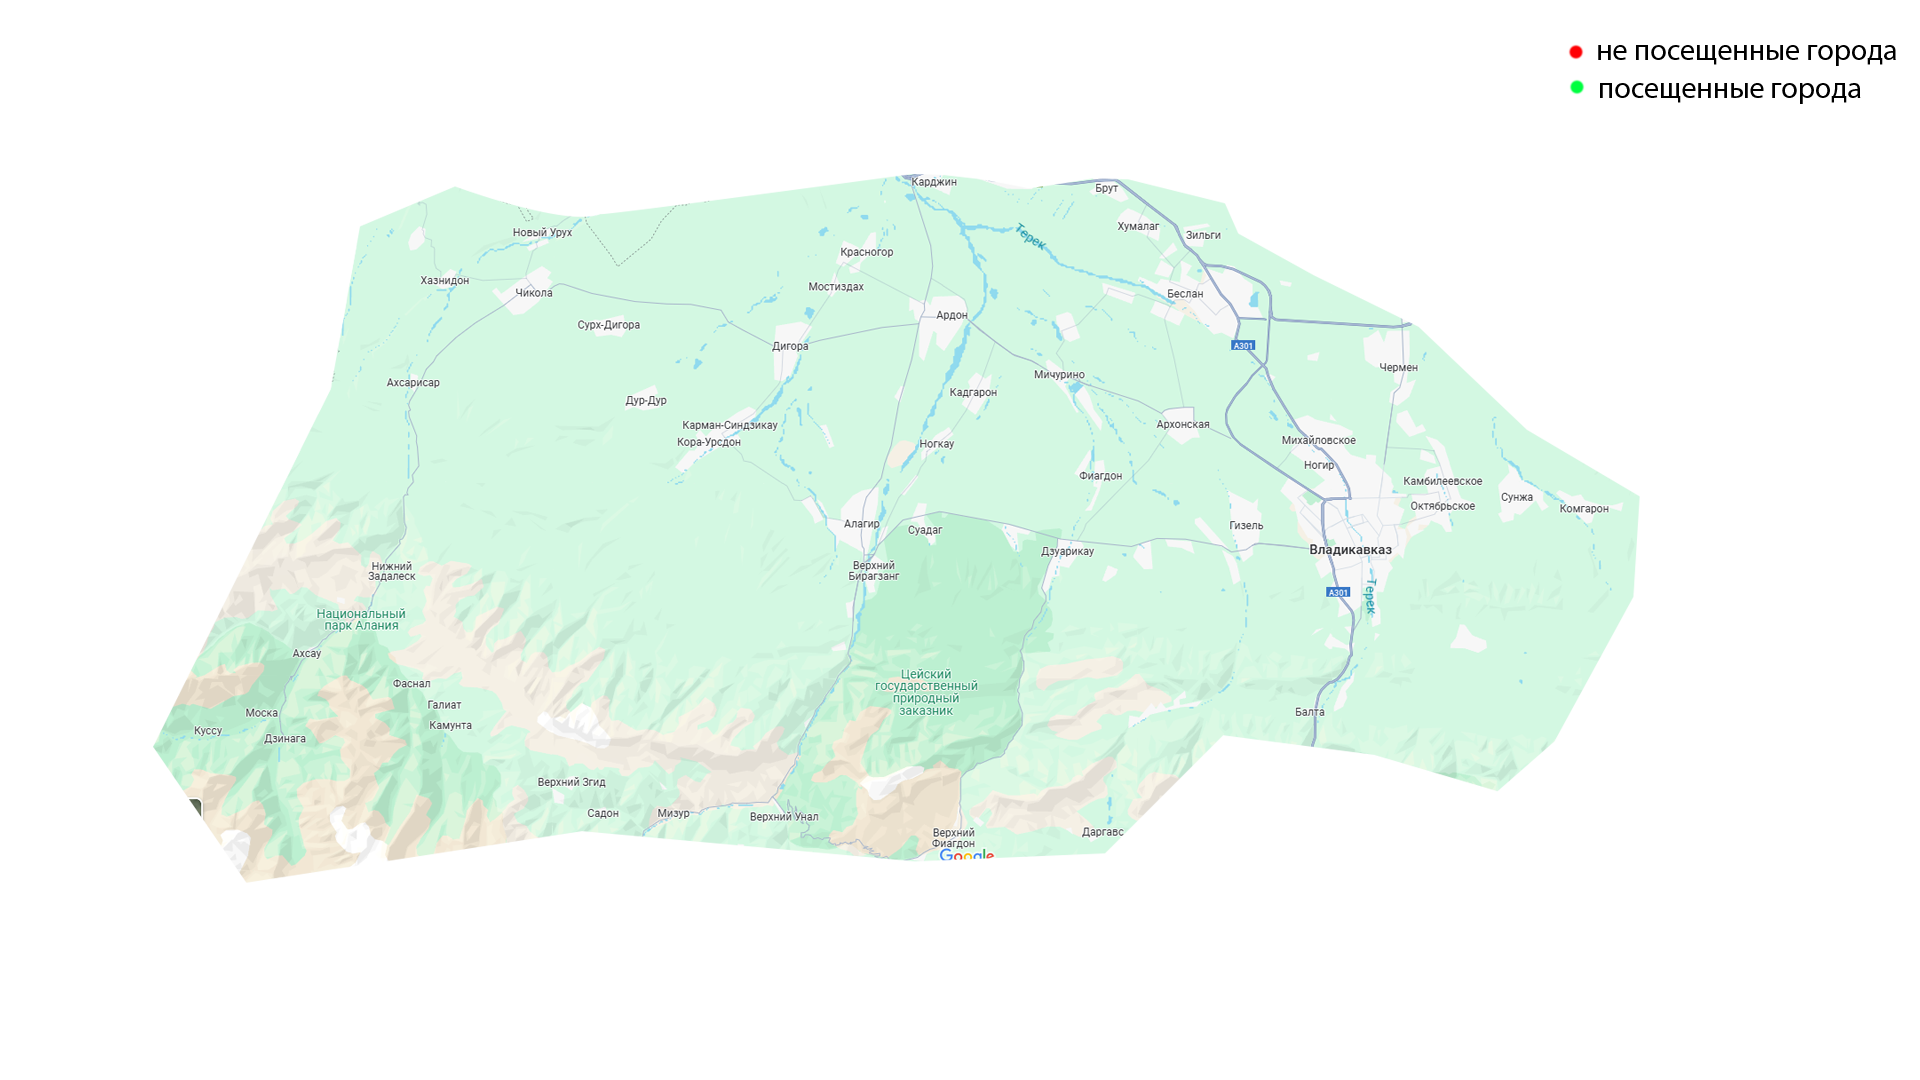 не посещенные города
посещенные города
Карджин
Брут
Хумалаг
Зильги
Терек
Новый Урух
Красногор
Хазнидон
Чикола
Мостиздах
Беслан
Ардон
Сурх-Дигора
Дигора
A301
Чермен
Мичурино
Ахсарисар
Кадгарон
Дур-Дур
Карман-Синдзикау
Архонская
Кора-Урсдон
Ногкау
Михайловское
Ногир
Фиагдон
Камбилеевское
Сунжа
Октябрьское
Комгарон
Алагир
Суадаг
Гизель
Дзуарикау
Владикавказ
Верхний
Бирагзанг
Нижний
Задалеск
A301
Терек
Национальный
парк Алания
Ахсау
Цейский
государственный
природный
заказник
Фаснал
Галиат
Моска
Балта
Камунта
Куссу
Дзинага
Верхний Згид
Садон
Мизур
Верхний Унал
Верхний
Фиагдон
Даргавс
Google